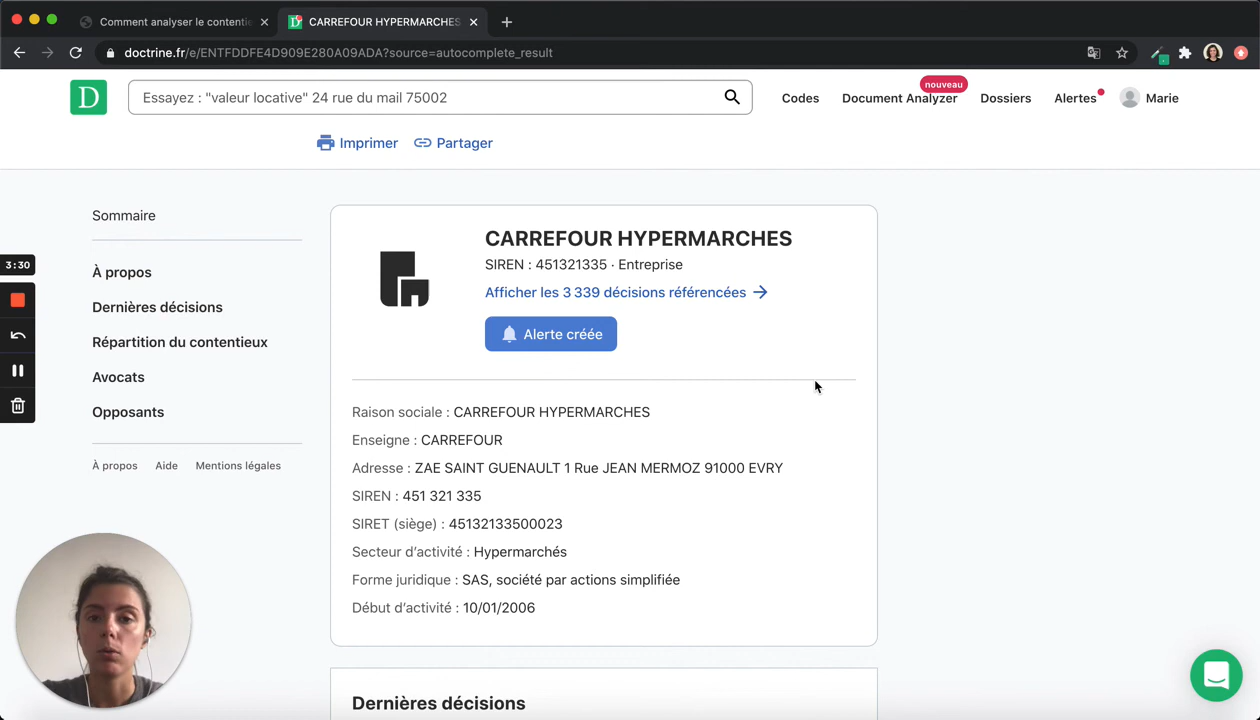 Comment analyser le contentie
CARREFOUR HYPERMARCHES
doctrine.fr/e/ENTFDDFE4D909E280A09ADA?source=autocomplete_result
D
Essayez : "valeur locative" 24 rue du mail 75002
Codes
nouveau
Document Analyzer
Dossiers
Alertes
Marie
Imprimer
Partager
Sommaire
À propos
Dernières décisions
Répartition du contentieux
Avocats
Opposants
À propos Aide Mentions légales
3:30
CARREFOUR HYPERMARCHES
SIREN : 451321335 · Entreprise
Afficher les 3 339 décisions référencées
Alerte créée
Raison sociale : CARREFOUR HYPERMARCHES
Enseigne : CARREFOUR
Adresse : ZAE SAINT GUENAULT 1 Rue JEAN MERMOZ 91000 EVRY
SIREN : 451 321 335
SIRET (siège) : 45132133500023
Secteur d'activité : Hypermarchés
Forme juridique : SAS, société par actions simplifiée
Début d'activité : 10/01/2006
Dernières décisions